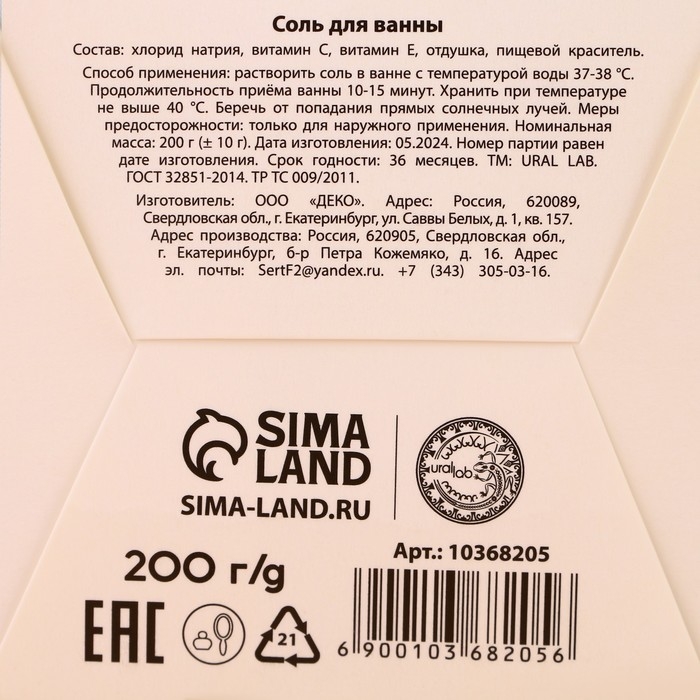 Соль для ванны
Состав: хлорид натрия, витамин С, витамин Е, отдушка, пищевой краситель.
Способ применения: растворить соль в ванне с температурой воды 37-38 °С.
Продолжительность приёма ванны 10-15 минут. Хранить при температуре
не выше 40 °С. Беречь от попадания прямых солнечных лучей. Меры
предосторожности: только для наружного применения. Номинальная
масса: 200 г (± 10 г). Дата изготовления: 05.2024. Номер партии равен
дате изготовления. Срок годности: 36 месяцев. ТМ: URAL LAB.
ГОСТ 32851-2014. ТР ТС 009/2011.
Изготовитель: ООО «ДЕКО». Адрес: Россия, 620089,
Свердловская обл., г. Екатеринбург, ул. Саввы Белых, д. 1, кв. 157.
Адрес производства: Россия, 620905, Свердловская обл.,
г. Екатеринбург, б-р Петра Кожемяко, д. 16. Адрес
эл. почты: SertF2@yandex.ru. +7 (343) 305-03-16.
SIMA
LAND
SIMA-LAND.RU
ural lab
200 г/g
Арт.: 10368205
EAC
21
6 900103 682056